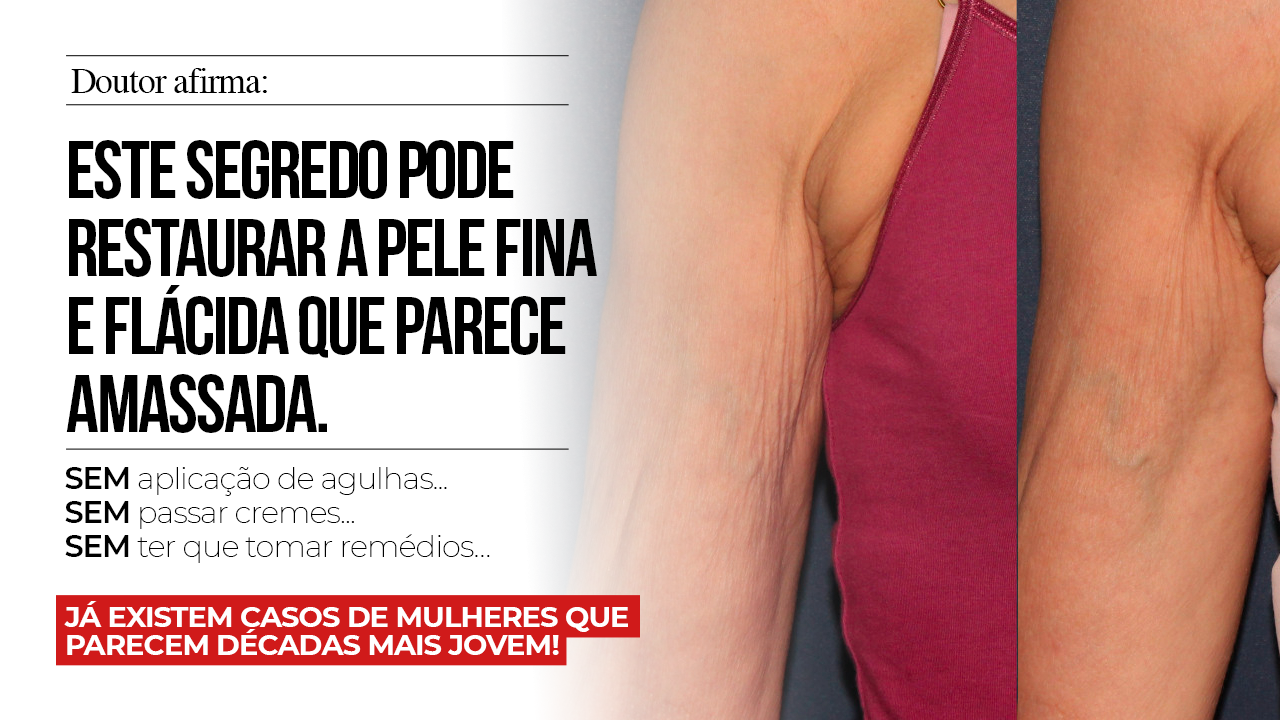 Doutor afirma:
ESTE SEGREDO PODE
RESTAURAR A PELE FINA
E FLÁCIDA QUE PARECE
AMASSADA.
SEM aplicação de agulhas...
SEM passar cremes...
SEM ter que tomar remédios...
JÁ EXISTEM CASOS DE MULHERES QUE
PARECEM DÉCADAS MAIS JOVEM!